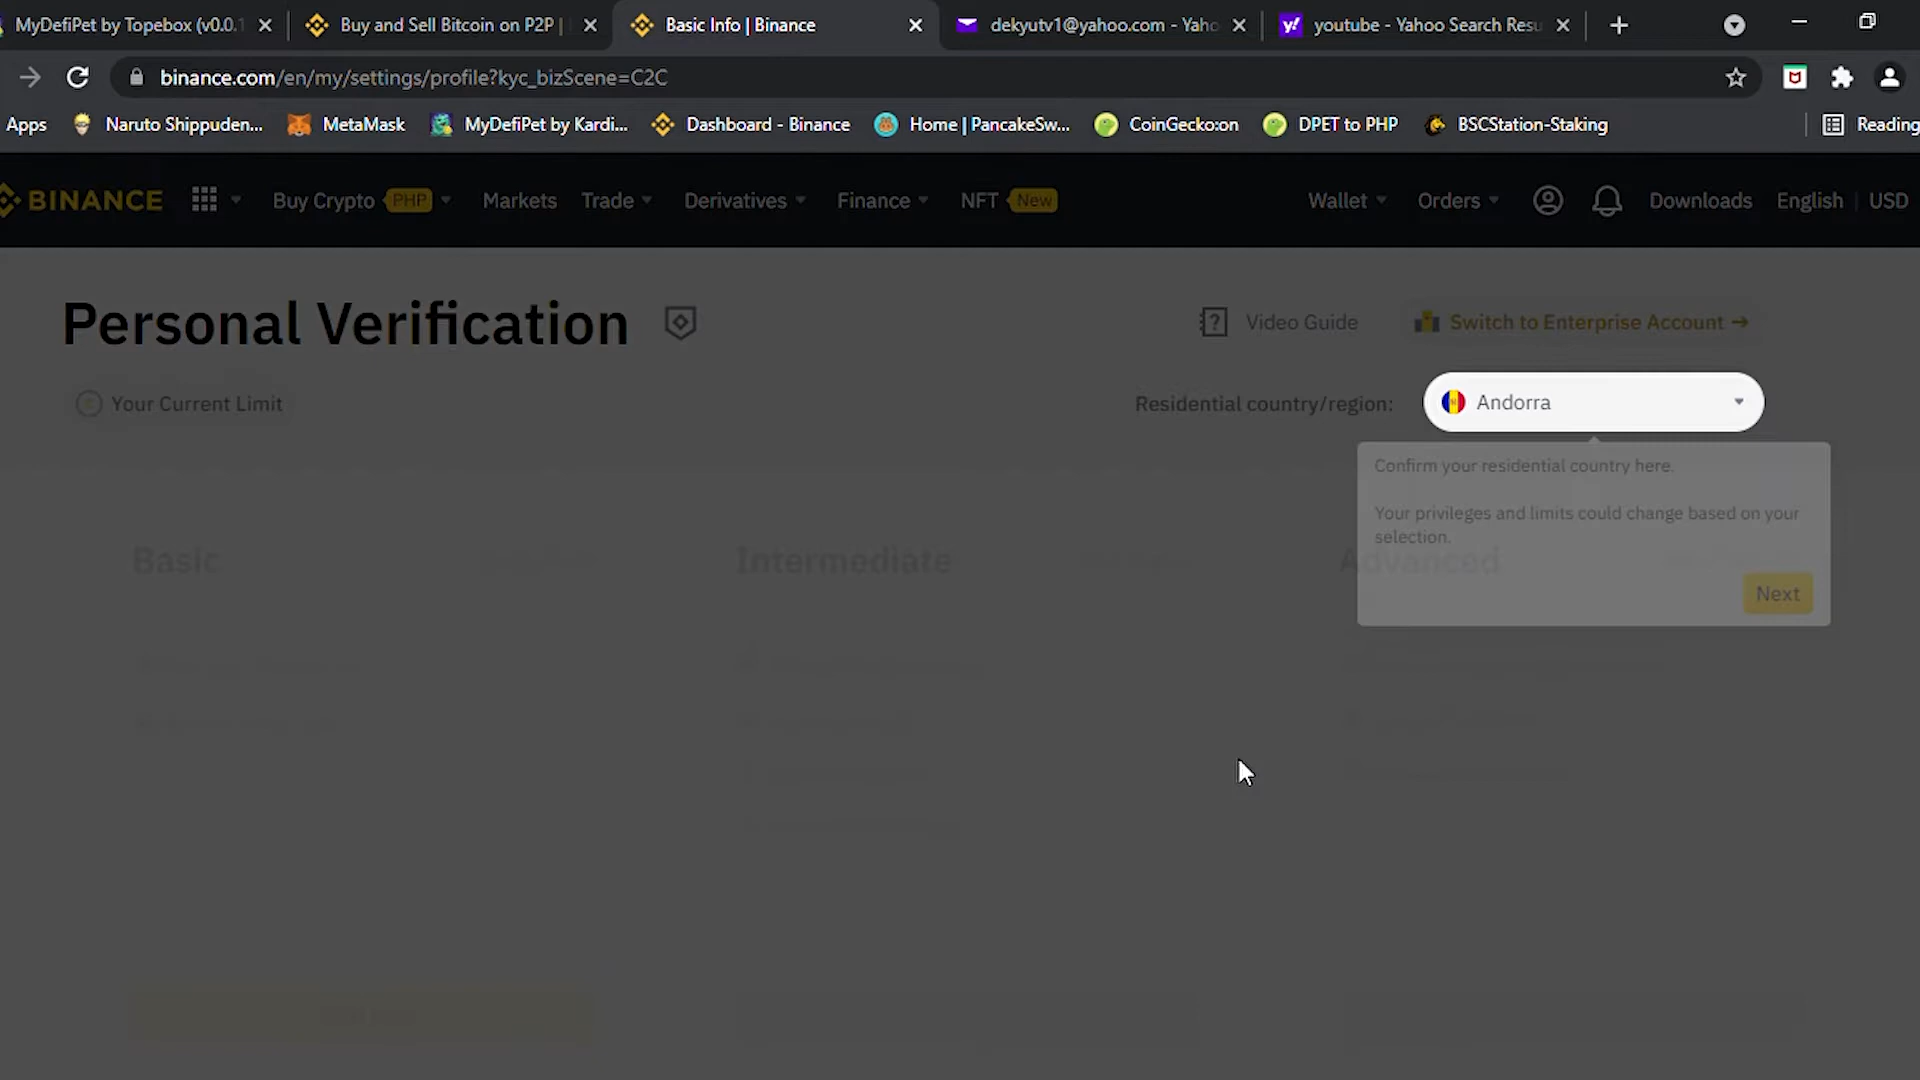 MyDefiPet by Topebox (v0.0.1
Buy and Sell Bitcoin on P2P |
Basic Info | Binance
dekyutv1@yahoo.com - Yaho
youtube - Yahoo Search Resu
binance.com/en/my/settings/profile?kyc_bizScene=C2C
Apps
Naruto Shippuden...
MetaMask
MyDefiPet by Kardi...
Dashboard - Binance
Home | PancakeSw...
CoinGecko:on
DPET to PHP
BSCStation-Staking
Reading
BINANCE
Buy Crypto PHP
Markets
Trade
Derivatives
Finance
NFT New
Wallet
Orders
Downloads
English
USD
Personal Verification
Video Guide
Switch to Enterprise Account →
Your Current Limit
Residential country/region:
Andorra
Confirm your residential country here.
Your privileges and limits could change based on your
selection.
Basic
Intermediate
Advanced
Next